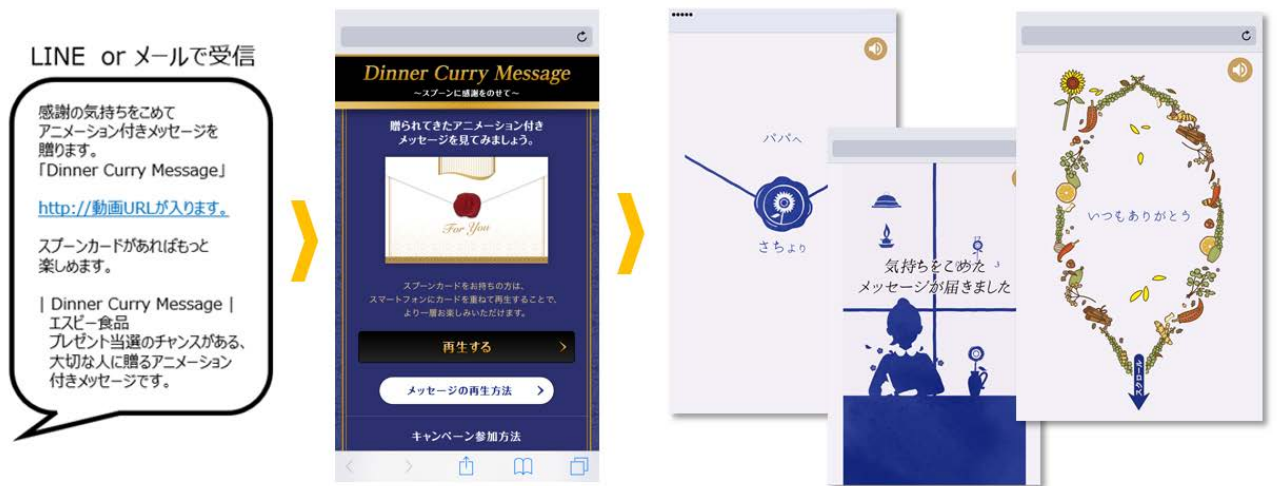 LINE or メールで受信
感謝の気持ちをこめて
アニメーション付きメッセージを
贈ります。
「Dinner Curry Message」
http://動画URLが入ります。
スプーンカードがあればもっと
楽しめます。
| Dinner Curry Message |
エスビー食品
プレゼント当選のチャンスがある、
大切な人に贈るアニメーション
付きメッセージです。
Dinner Curry Message
～スプーンに感謝をのせて～
贈られてきたアニメーション付き
メッセージを見てみましょう。
For You
スプーンカードをお持ちの方は、
スマートフォンにカードを重ねて再生することで、
より一層お楽しみいただけます。
再生する
メッセージの再生方法
キャンペーン参加方法
パパへ
さちより
気持ちをこめた
メッセージが届きました
いつもありがとう
スクロール